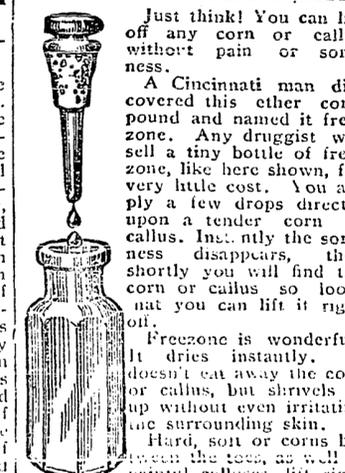 Just think! You can li
off any corn or call
without pain or sor
ness.
A Cincinnati man di
covered this ether cor
pound and named it fre
zone. Any druggist w
sell a tiny bottle of fre
zone, like here shown, f
very little cost. You a
ply a few drops direct
upon a tender corn
callus. Inst ntly the sor
ness disappears, th
shortly you will find t
corn or callus so loo
hat you can lift it rig
off.
Freezone is wonderfu
It dries instantly.
doesn't eat away the co
or callus, but shrivels
up without even irritati
the surrounding skin.
Hard, soft or corns b
tween the toes, as well